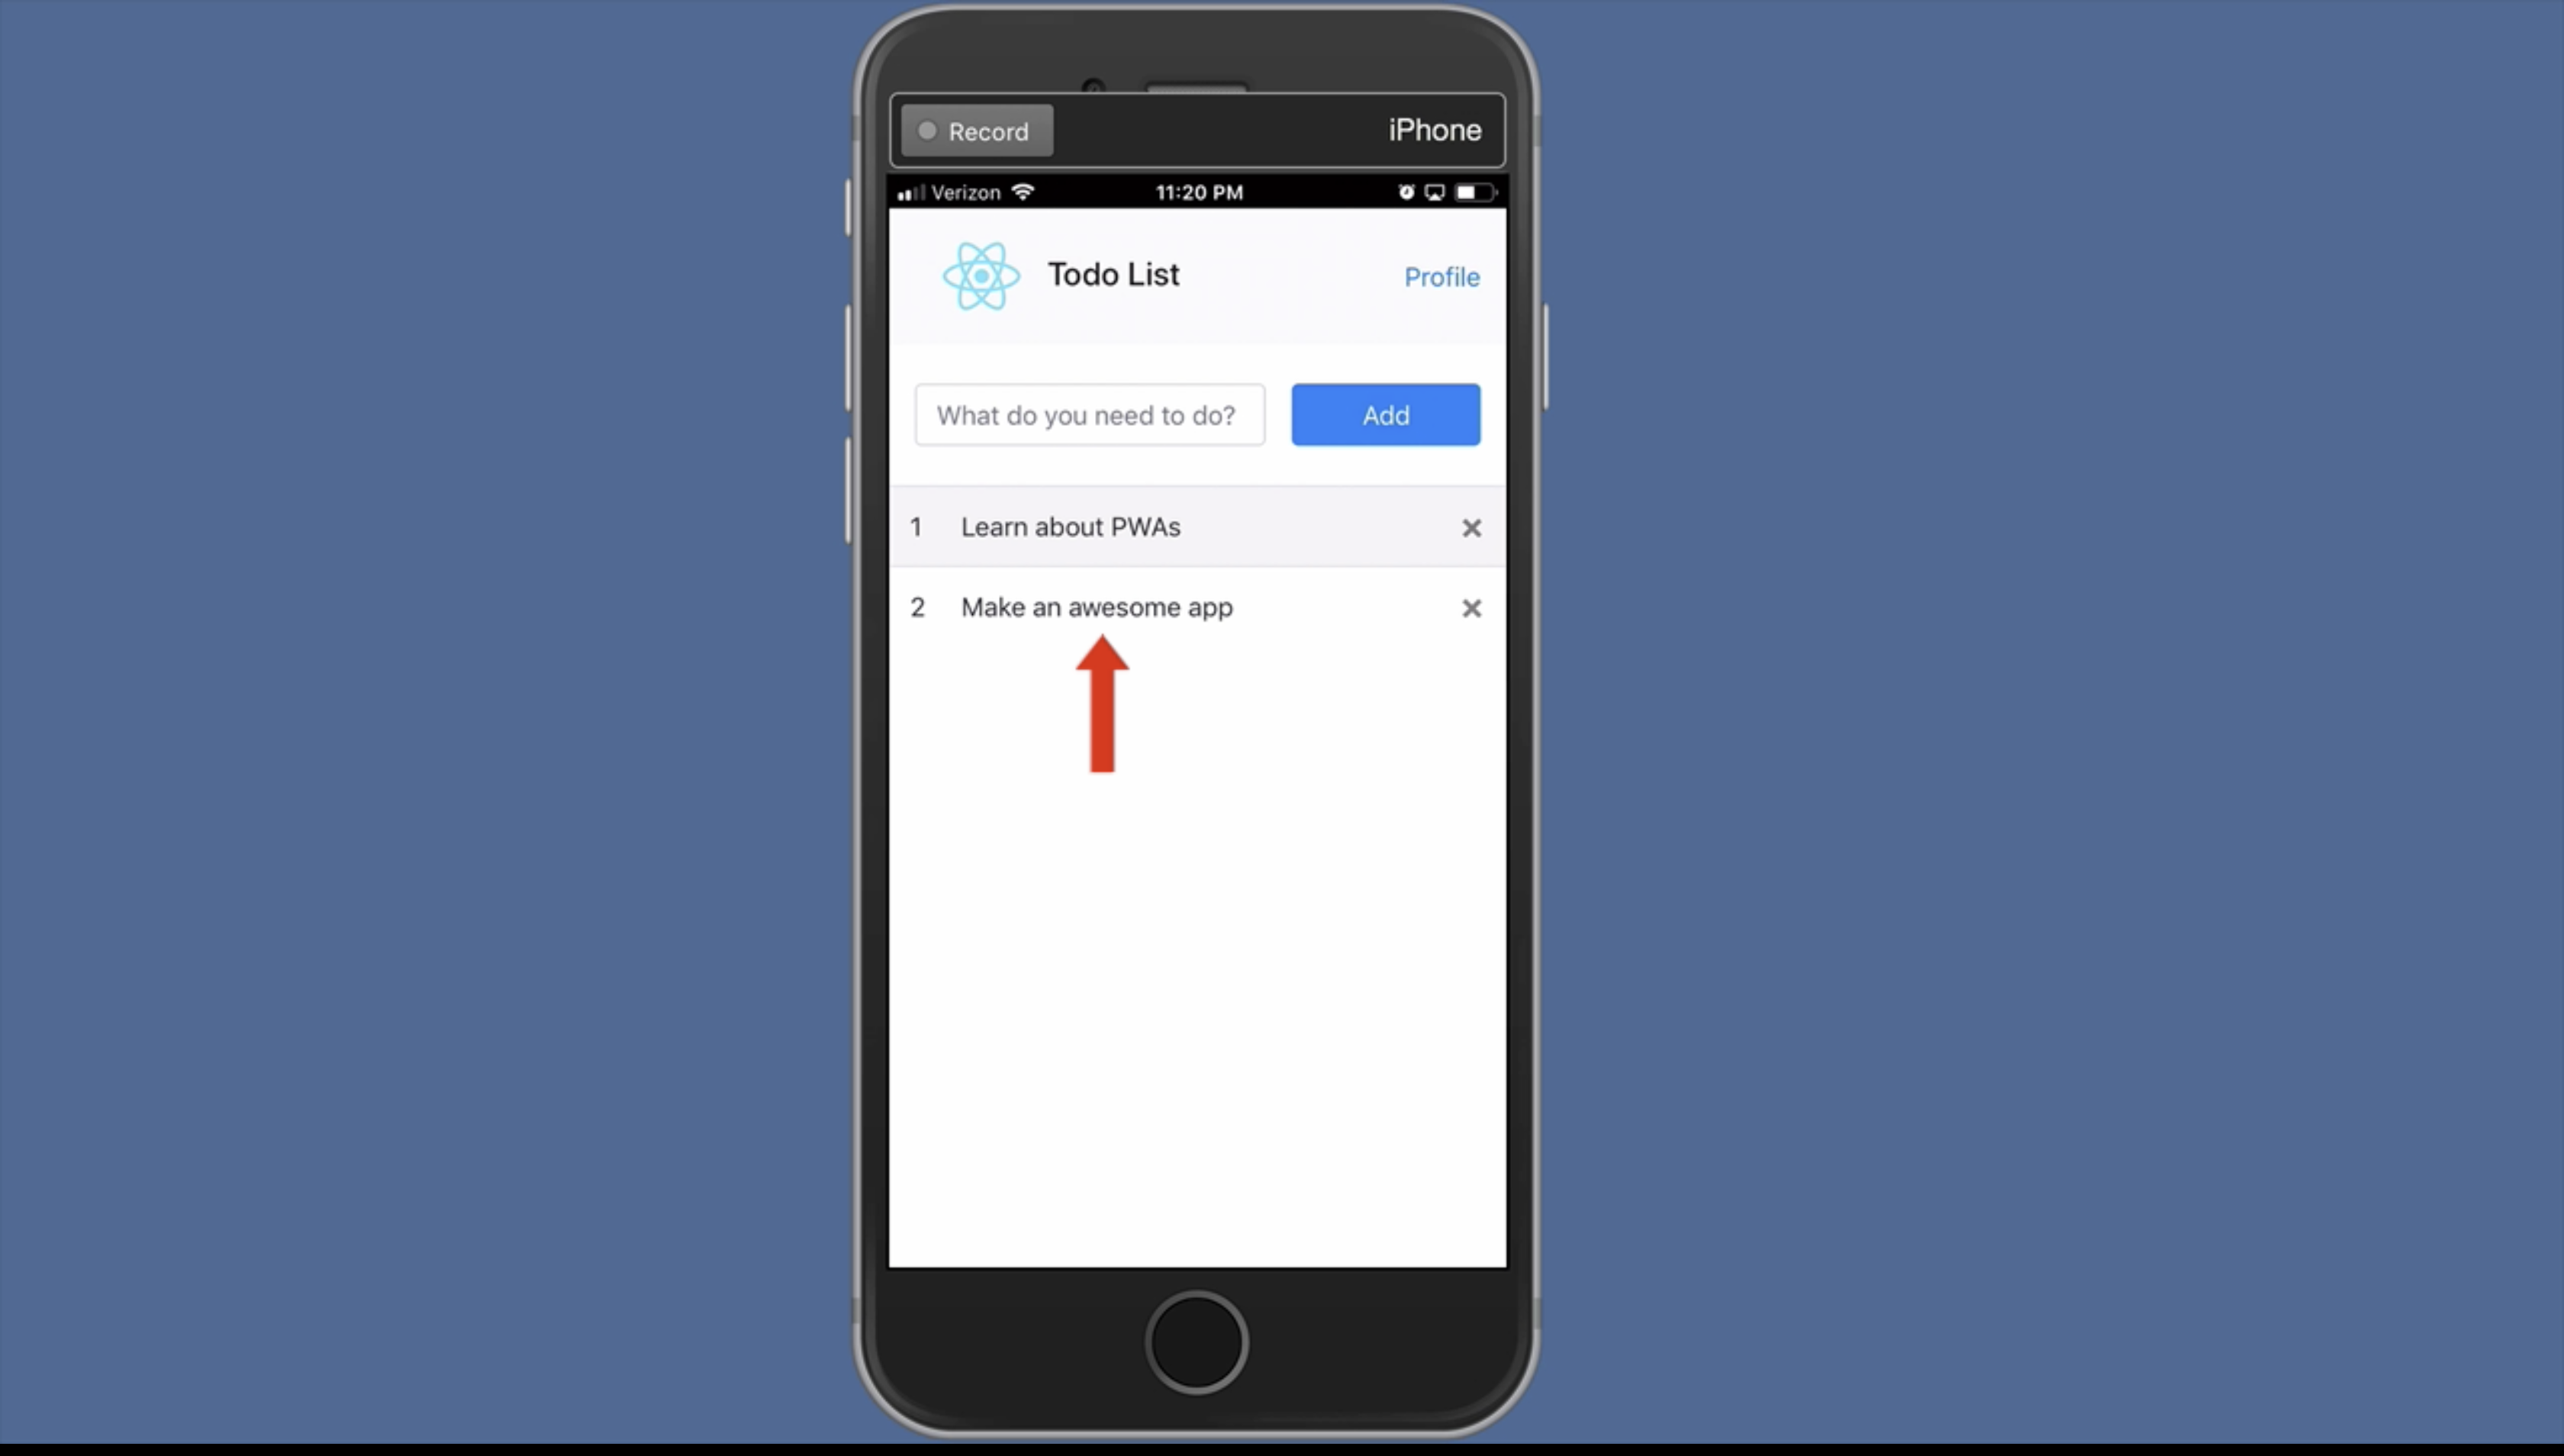 Record
iPhone
Verizon
11:20 PM
Todo List
Profile
What do you need to do?
Add
1 Learn about PWAs ×
2 Make an awesome app ×